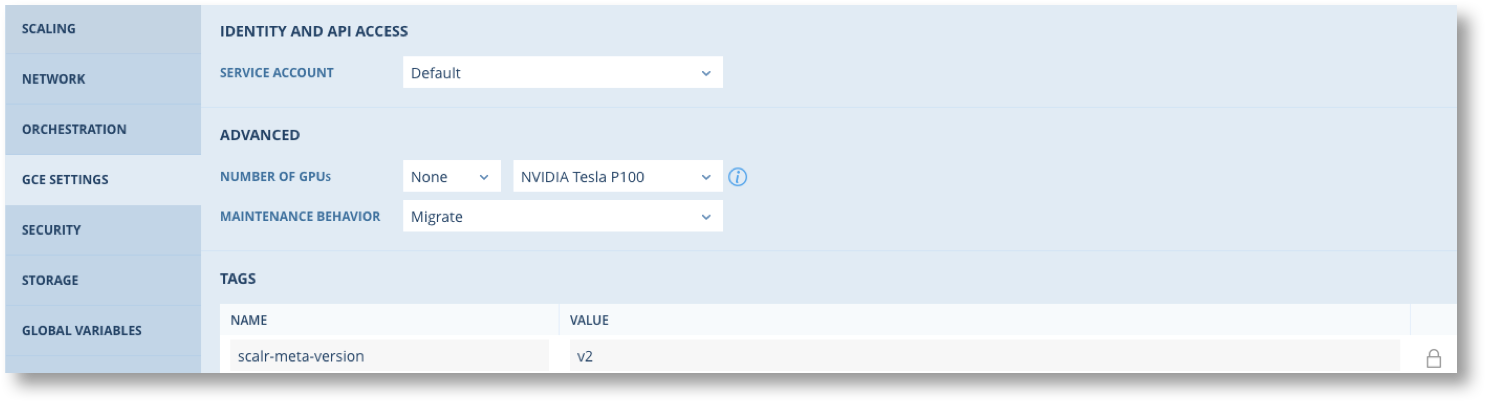 SCALING
NETWORK
ORCHESTRATION
GCE SETTINGS
SECURITY
STORAGE
GLOBAL VARIABLES
IDENTITY AND API ACCESS
SERVICE ACCOUNT Default
ADVANCED
NUMBER OF GPUs None NVIDIA Tesla P100 i
MAINTENANCE BEHAVIOR Migrate
TAGS
NAME VALUE
scalr-meta-version v2